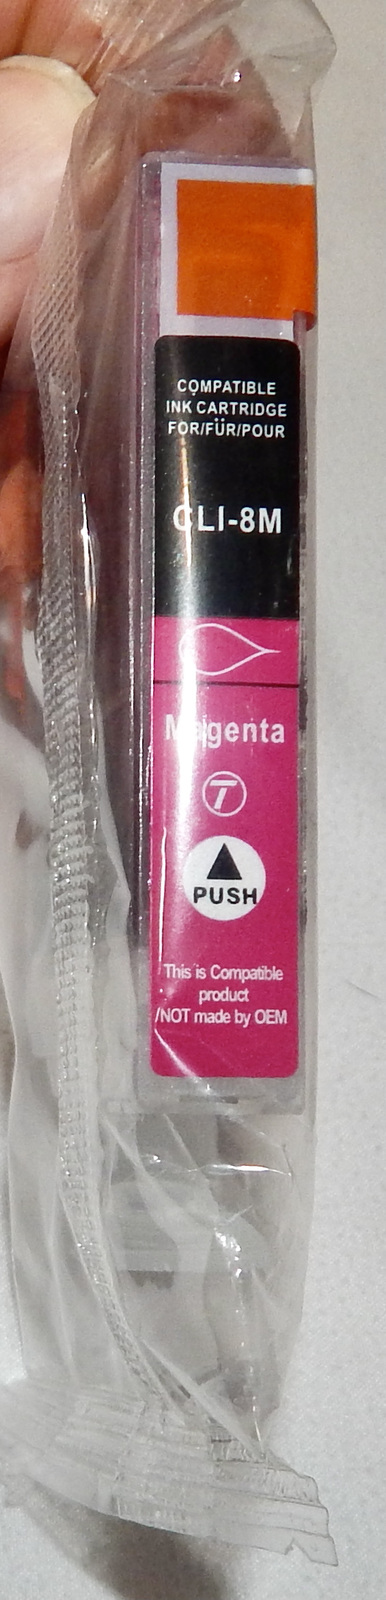 COMPATIBLE
INK CARTRIDGE
FOR/FÜR/POUR
CLI-8M
Magenta
T
PUSH
This is Compatible
product
/NOT made by OEM